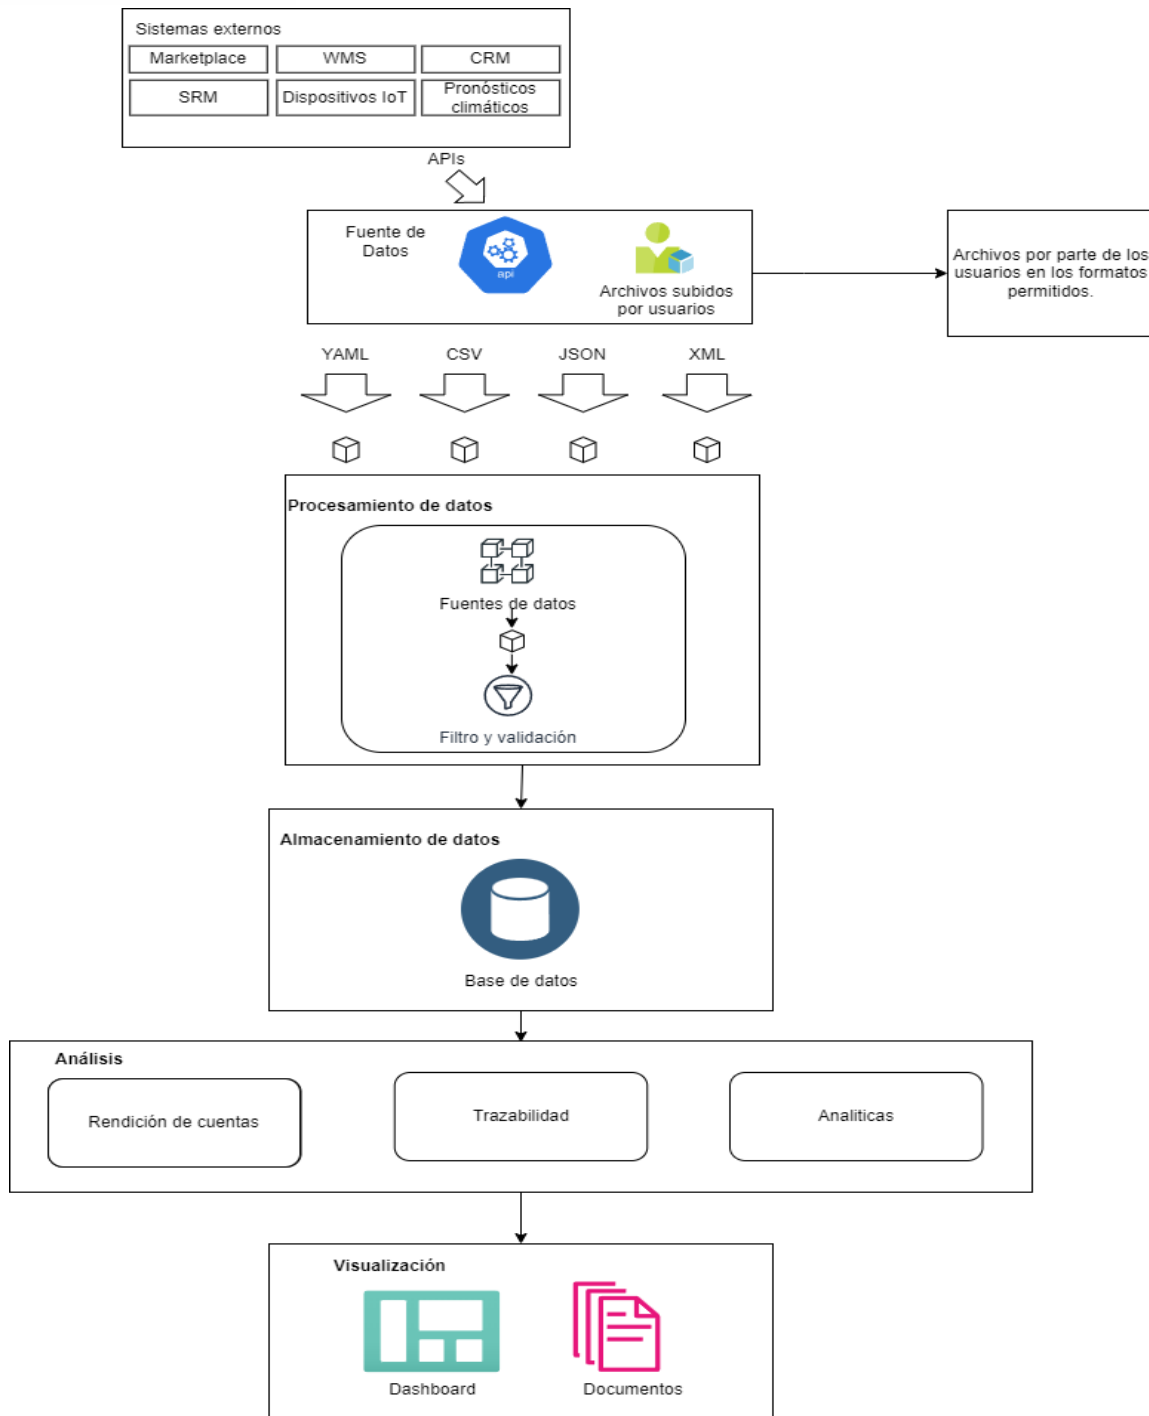 Sistemas externos
Marketplace
WMS
CRM
SRM
Dispositivos IoT
Pronósticos
climáticos
APIs
Fuente de
Datos
api
Archivos subidos
por usuarios
Archivos por parte de los
usuarios en los formatos
permitidos.
YAML
CSV
JSON
XML
Procesamiento de datos
Fuentes de datos
Filtro y validación
Almacenamiento de datos
Base de datos
Análisis
Rendición de cuentas
Trazabilidad
Analiticas
Visualización
Dashboard
Documentos